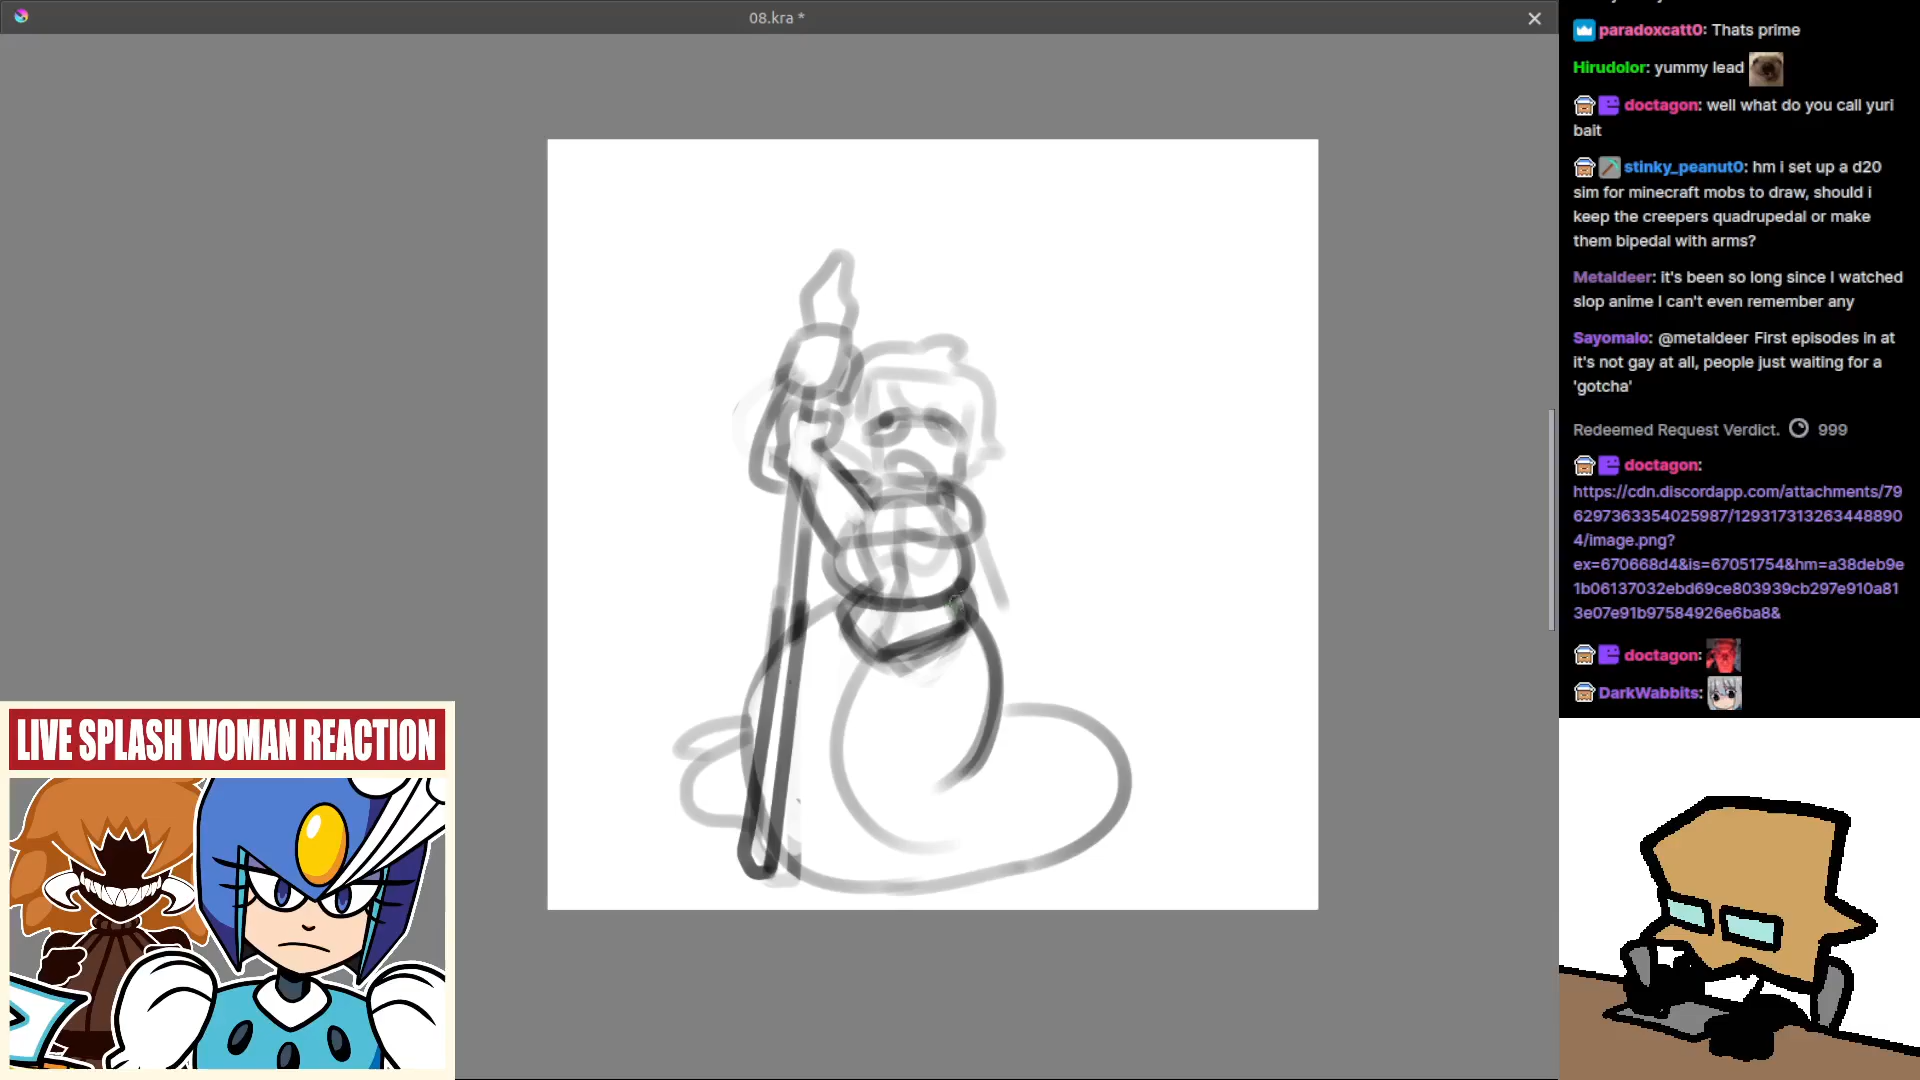 08.kra *
paradoxcatt0: Thats prime
Hirudolor: yummy lead
doctagon: well what do you call yuri
bait
stinky_peanut0: hm i set up a d20
sim for minecraft mobs to draw, should i
keep the creepers quadrupedal or make
them bipedal with arms?
Metaldeer: it's been so long since I watched
slop anime I can't even remember any
Sayomalo: @metaldeer First episodes in at
it's not gay at all, people just waiting for a
'gotcha'
Redeemed Request Verdict. 999
doctagon:
https://cdn.discordapp.com/attachments/79
6297363354025987/129317313263448890
4/image.png?
ex=670668d4&is=67051754&hm=a38deb9e
1b06137032ebd69ce803939cb297e910a81
3e07e91b97584926e6ba8&
doctagon:
DarkWabbits:
LIVE SPLASH WOMAN REACTION